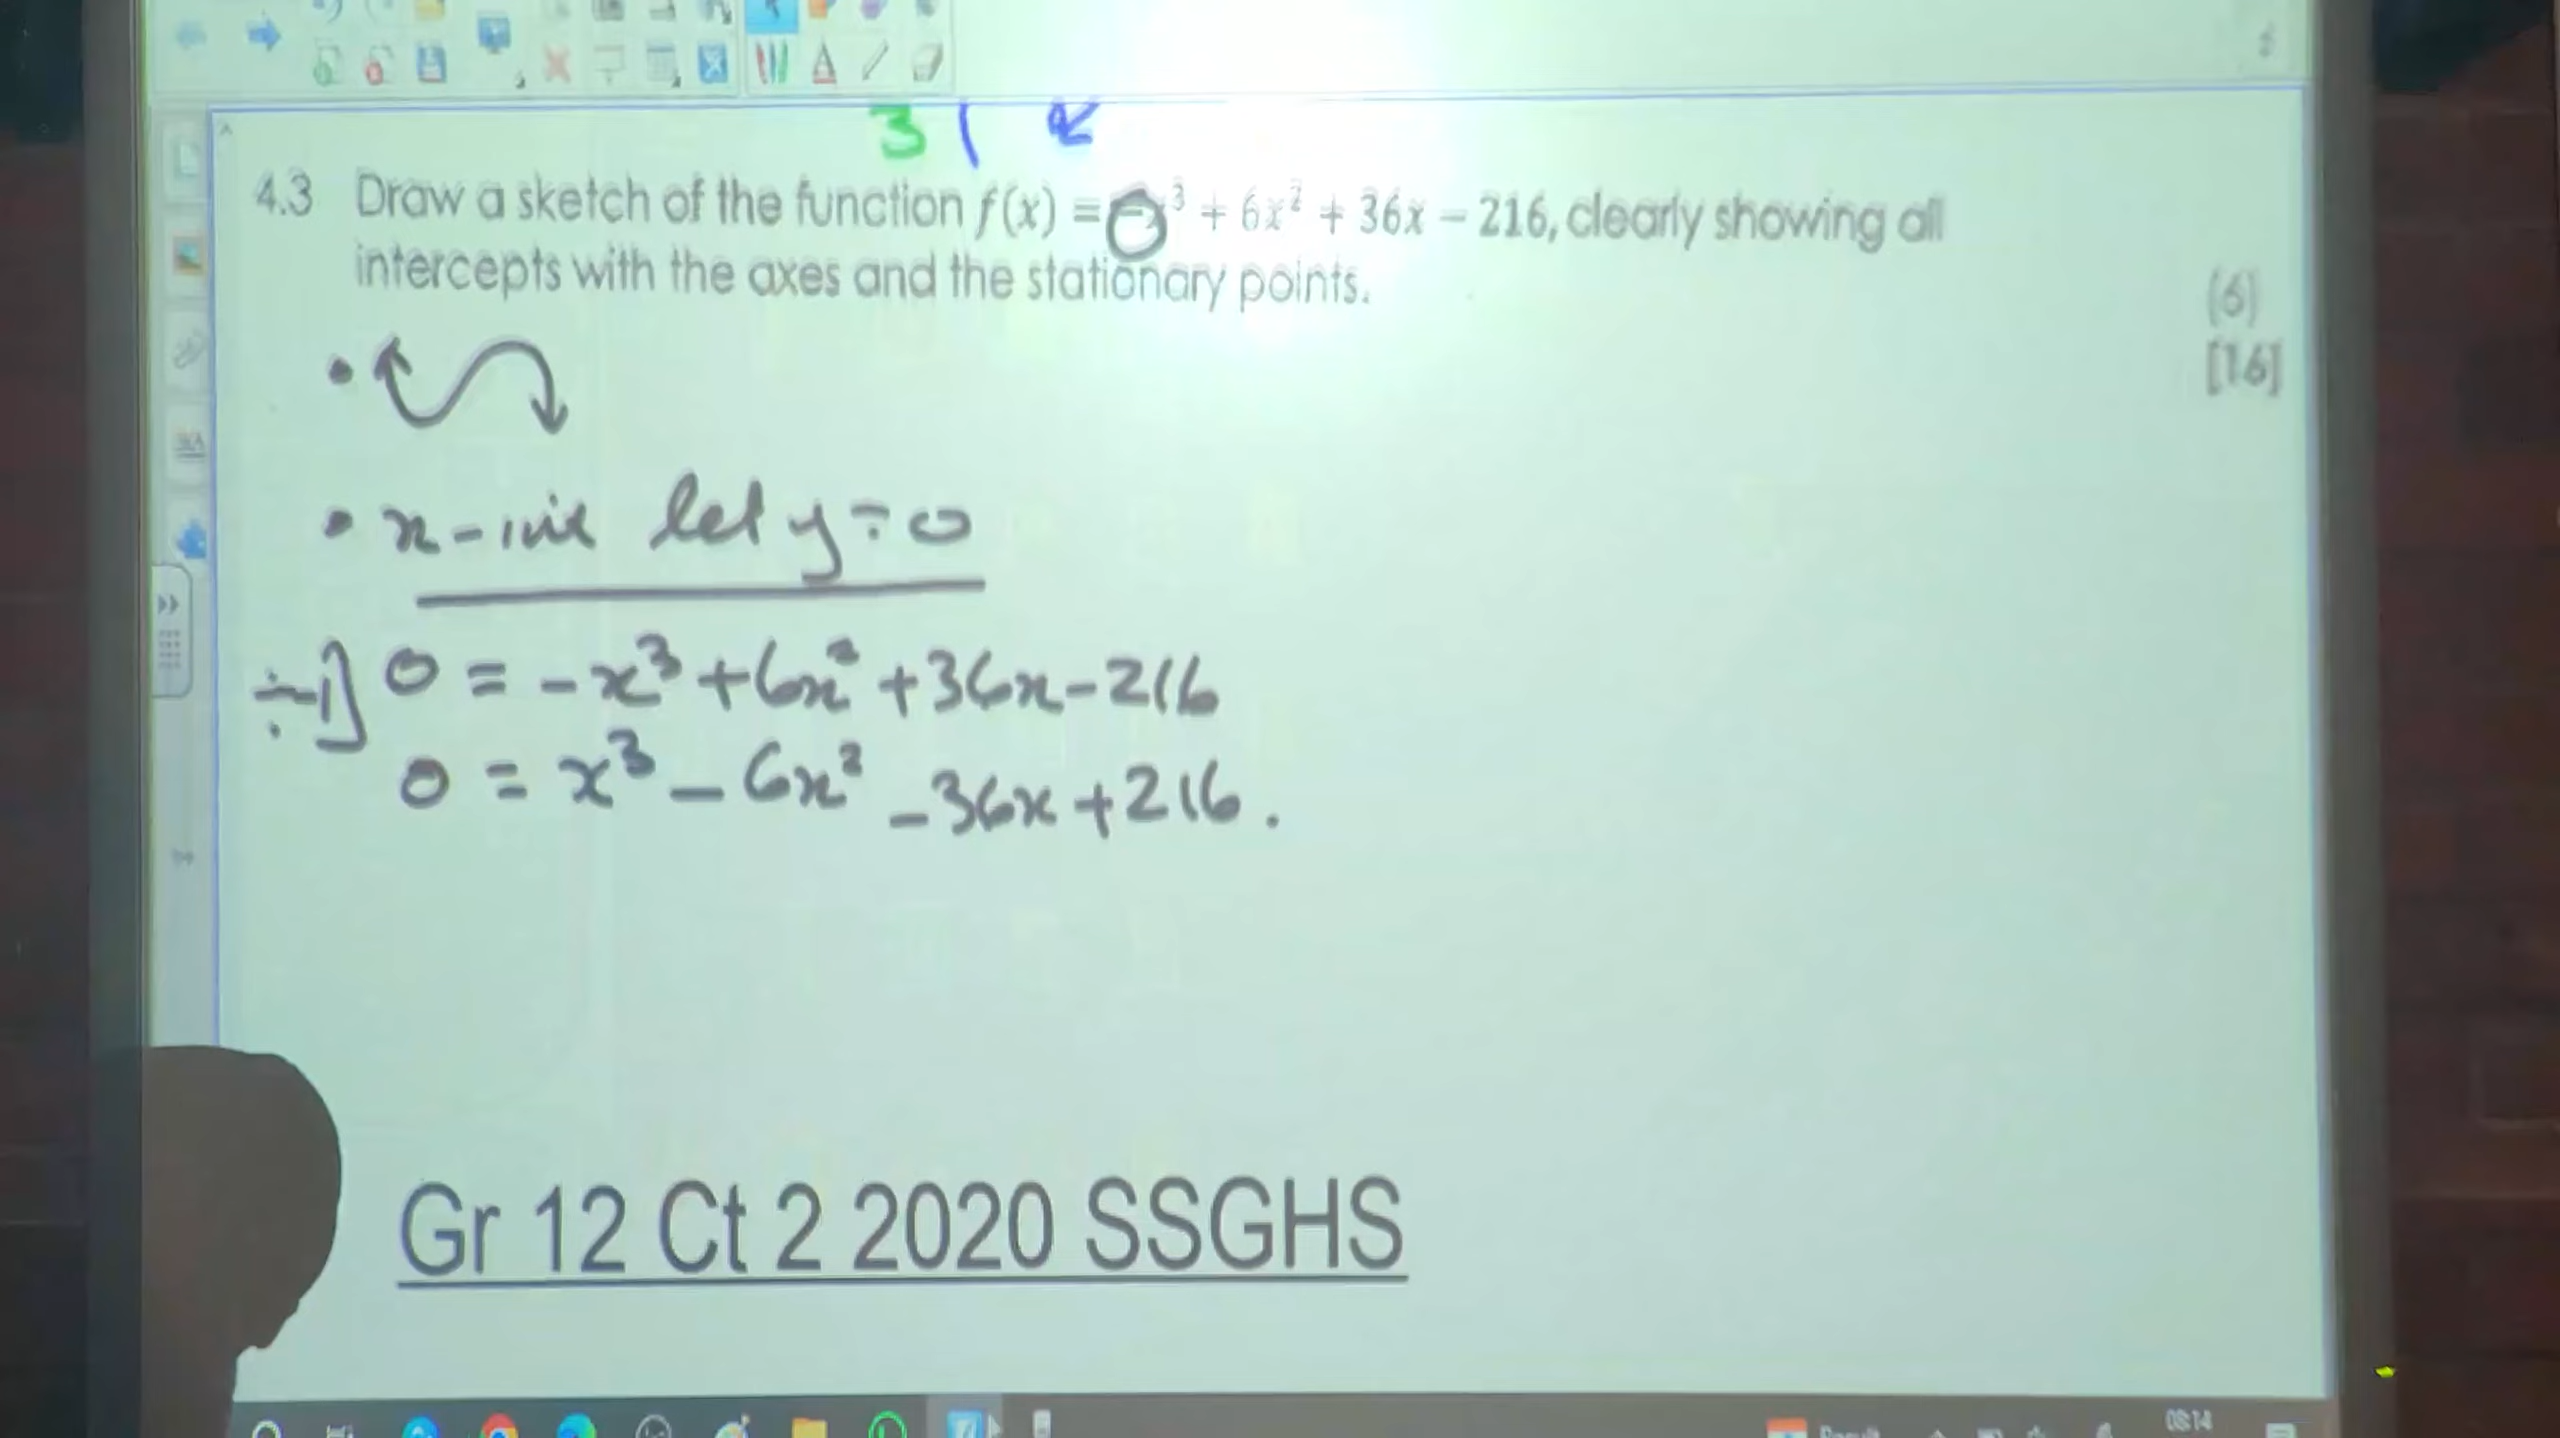 3
4.3 Draw a sketch of the function f(x) = -x³ + 6x² + 36x − 216, clearly showing all
intercepts with the axes and the stationary points.
(6)
[16]
• x-int let y=0
÷-1] 0 = -x³+6x²+36x-216
0 = x³-6x²-36x+216.
Gr 12 Ct 2 2020 SSGHS
08:14